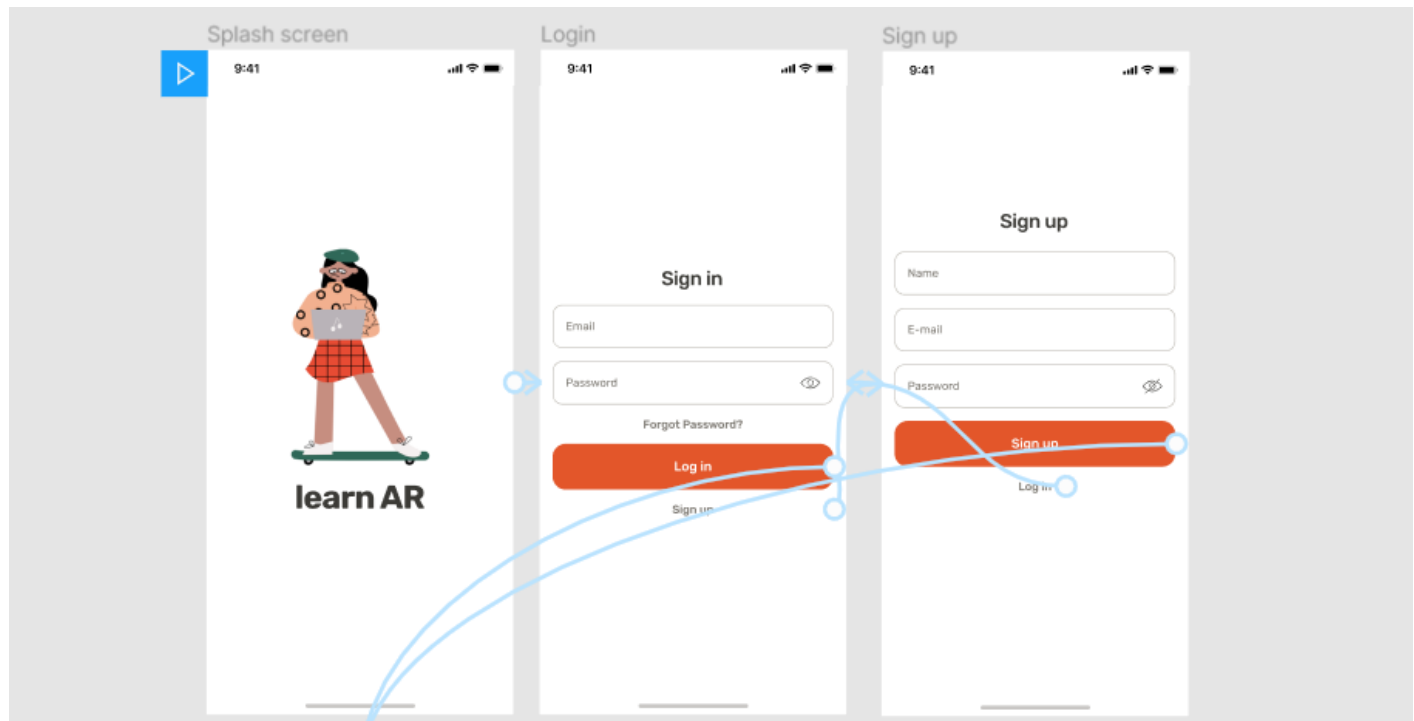 Splash screen
9:41
learn AR
Login
9:41
Sign in
Email
Password
Forgot Password?
Log in
Sign up
Sign up
9:41
Sign up
Name
E-mail
Password
Sign up
Log in